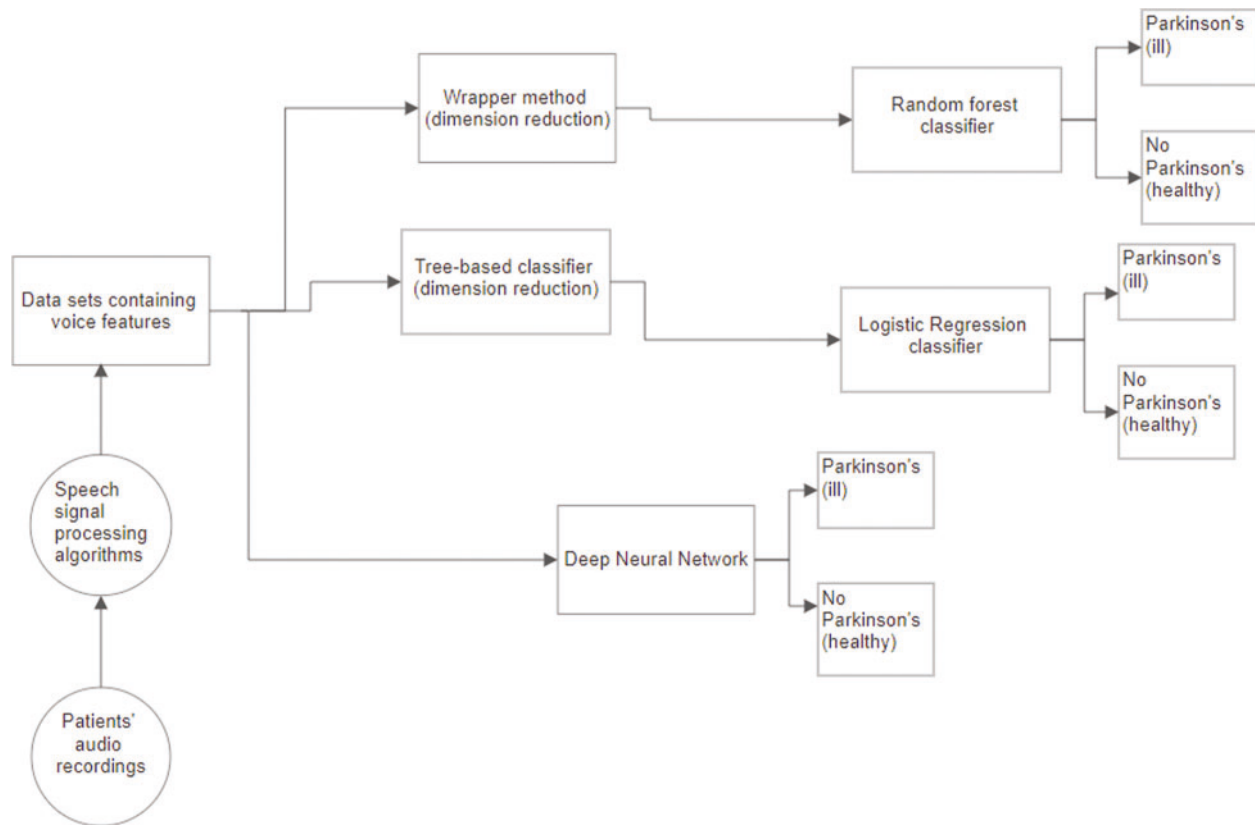 Wrapper method
(dimension reduction)
Random forest
classifier
Parkinson's
(ill)
No
Parkinson's
(healthy)
Data sets containing
voice features
Tree-based classifier
(dimension reduction)
Logistic Regression
classifier
Parkinson's
(ill)
No
Parkinson's
(healthy)
Speech
signal
processing
algorithms
Deep Neural Network
Parkinson's
(ill)
No
Parkinson's
(healthy)
Patients'
audio
recordings